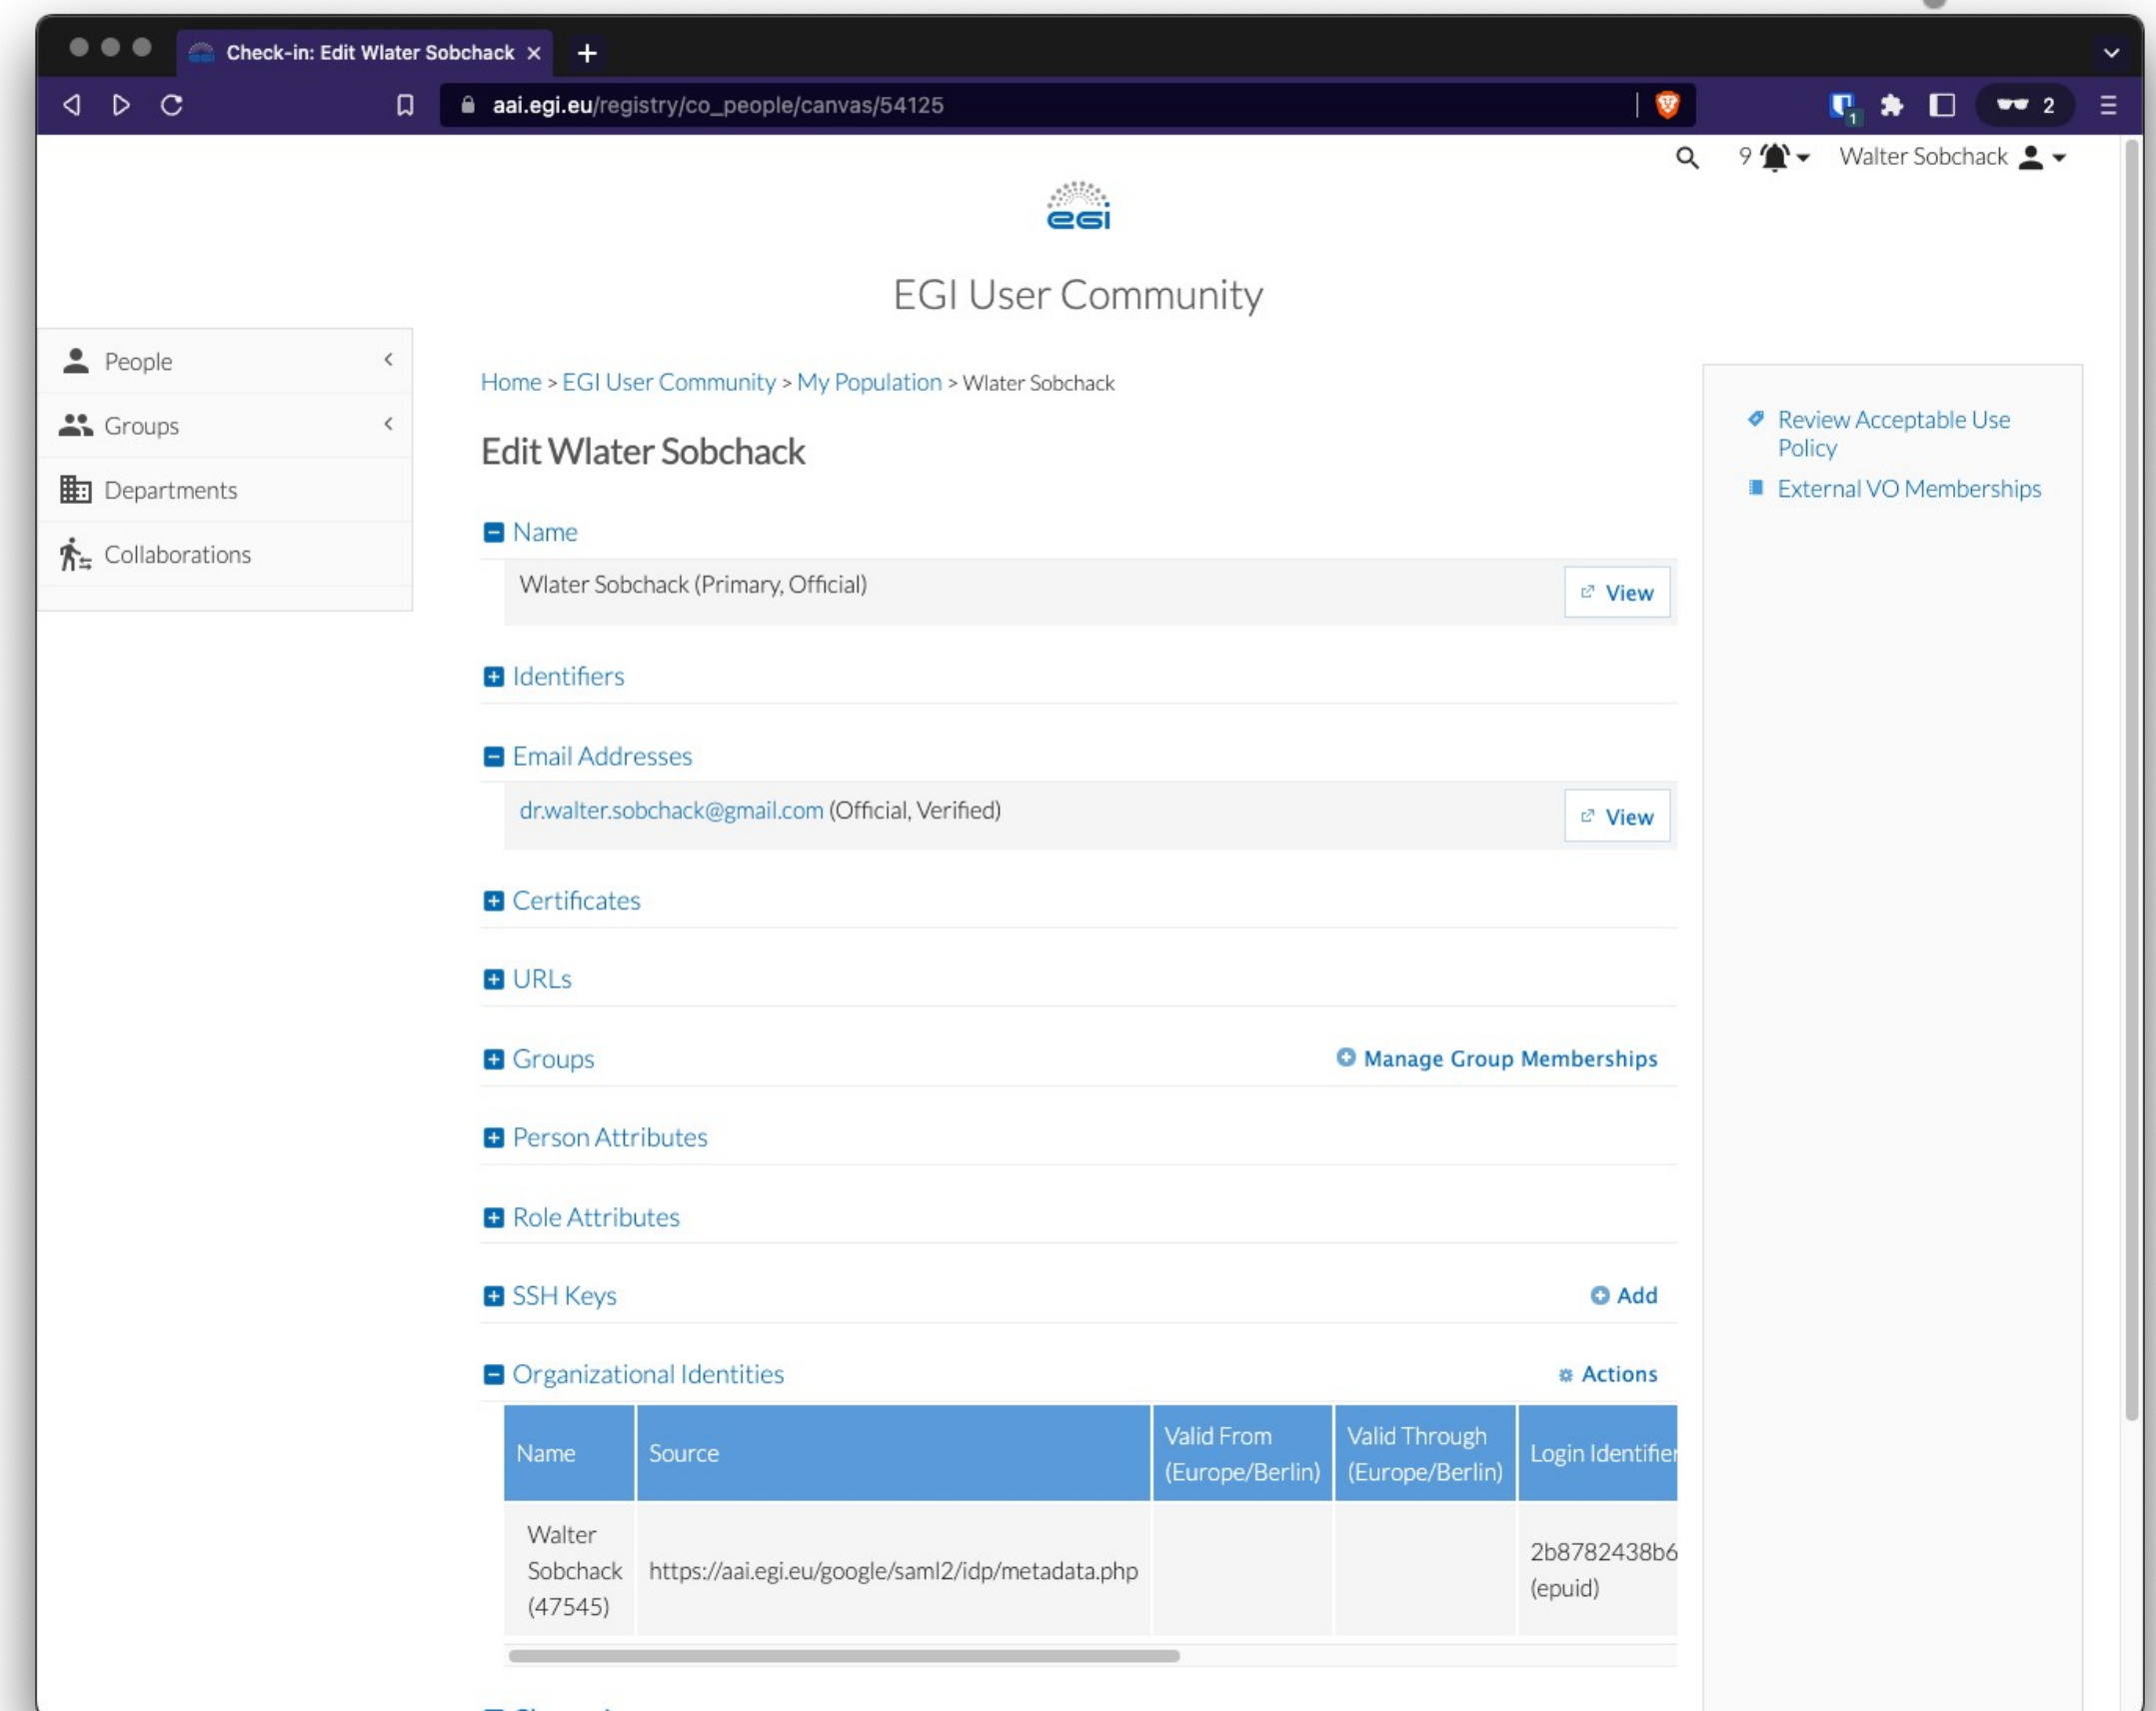 Check-in: Edit Wlater Sobchack
aai.egi.eu/registry/co_people/canvas/54125
1
2
9
Walter Sobchack
egi
EGI User Community
People
Groups
Departments
Collaborations
Home > EGI User Community > My Population > Wlater Sobchack
Edit Wlater Sobchack
Name
Wlater Sobchack (Primary, Official)
View
Identifiers
Email Addresses
dr.walter.sobchack@gmail.com (Official, Verified)
View
Certificates
URLs
Groups
Manage Group Memberships
Person Attributes
Role Attributes
SSH Keys
Add
Organizational Identities
Actions
Name
Source
Valid From
(Europe/Berlin)
Valid Through
(Europe/Berlin)
Login Identifier
Walter
Sobchack
(47545)
https://aai.egi.eu/google/saml2/idp/metadata.php
2b8782438b6
(epuid)
Review Acceptable Use
Policy
External VO Memberships